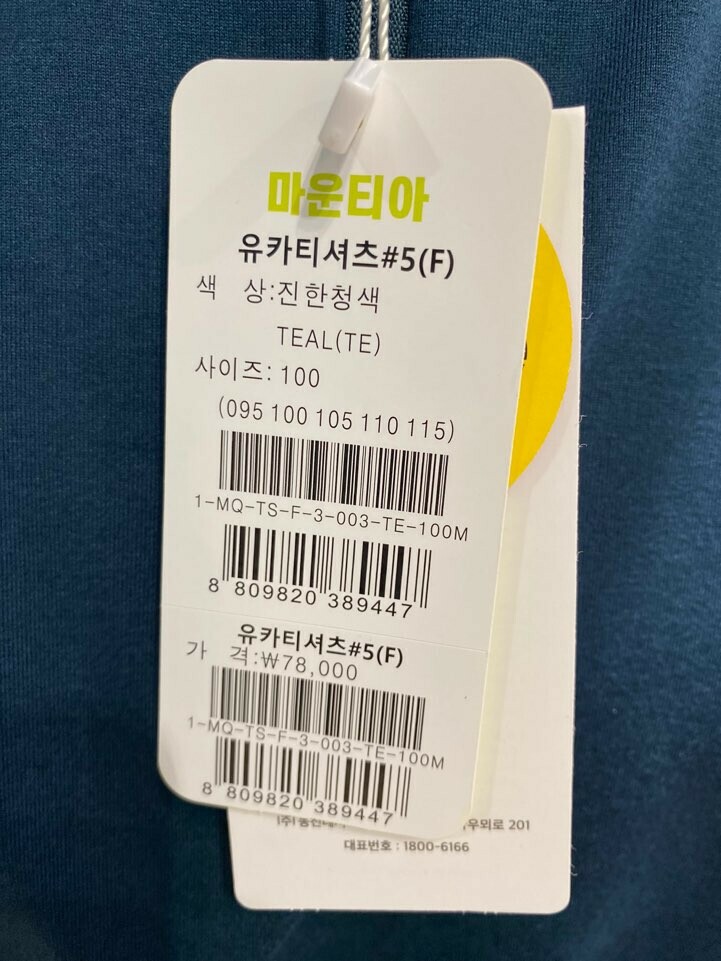 마운티아
유카티셔츠#5(F)
색 상:진한청색
TEAL(TE)
사이즈: 100
(095 100 105 110 115)
1-MQ-TS-F-3-003-TE-100M
8 809820 389447
유카티셔츠#5(F)
가 격:₩78,000
1-MQ-TS-F-3-003-TE-100M
8 809820 389447
201
대표번호 : 1800-6166